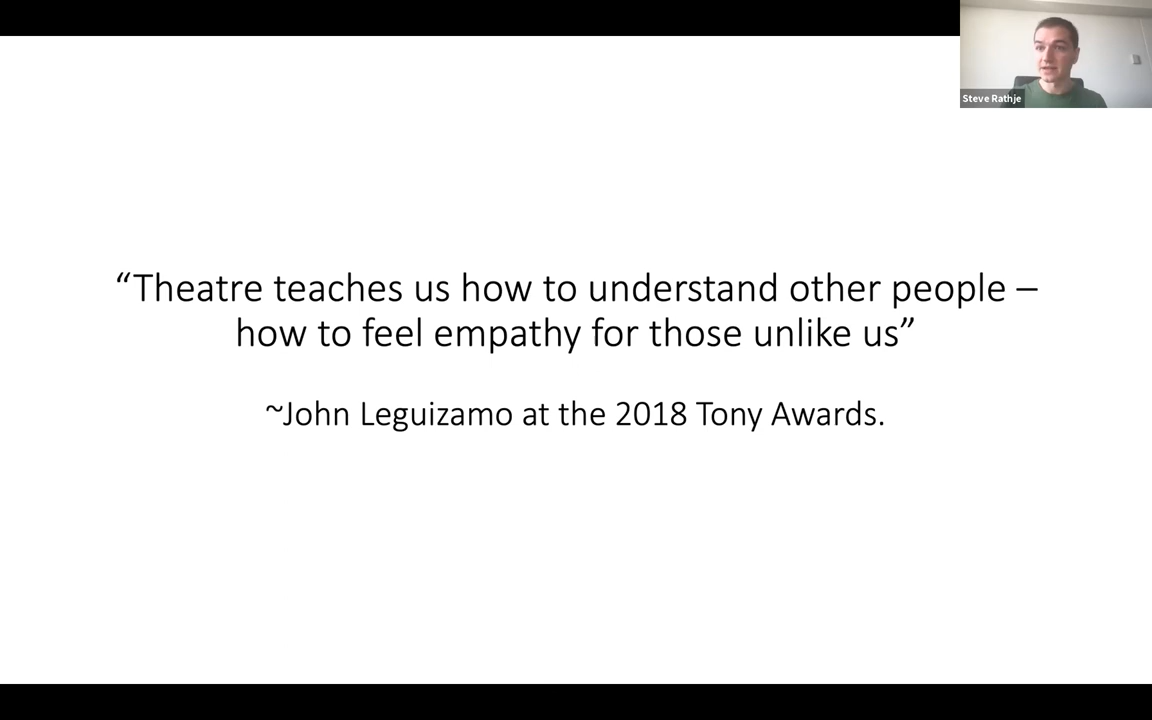 Steve Rathje
“Theatre teaches us how to understand other people –
how to feel empathy for those unlike us”
~John Leguizamo at the 2018 Tony Awards.